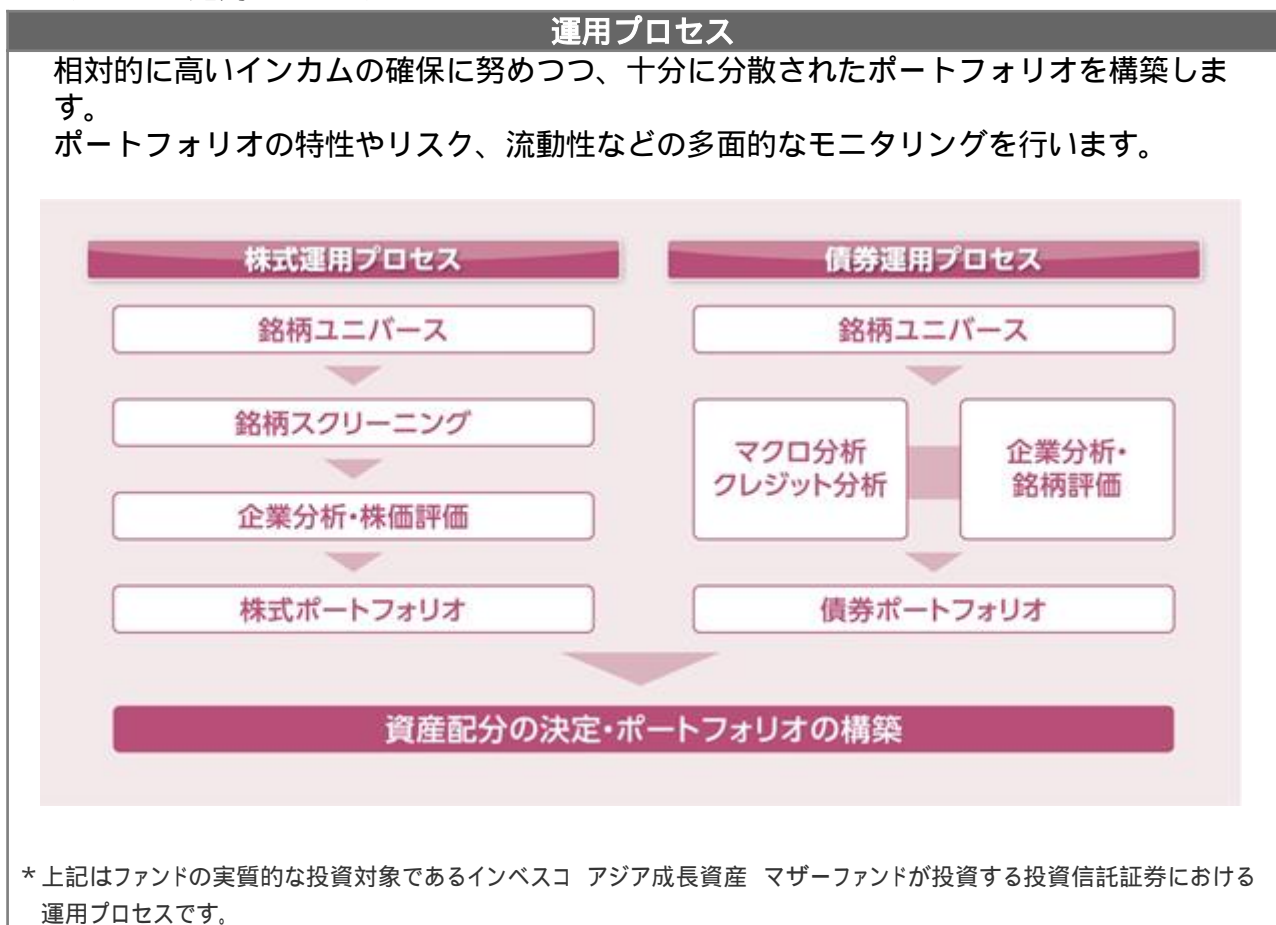 運用プロセス
相対的に高いインカムの確保に努めつつ、十分に分散されたポートフォリオを構築しま
す。
ポートフォリオの特性やリスク、流動性などの多面的なモニタリングを行います。
株式運用プロセス
銘柄ユニバース
銘柄スクリーニング
企業分析・株価評価
株式ポートフォリオ
債券運用プロセス
銘柄ユニバース
マクロ分析
クレジット分析
企業分析・
銘柄評価
債券ポートフォリオ
資産配分の決定・ポートフォリオの構築
*上記はファンドの実質的な投資対象であるインベスコ アジア成長資産 マザーファンドが投資する投資信託証券における
運用プロセスです。